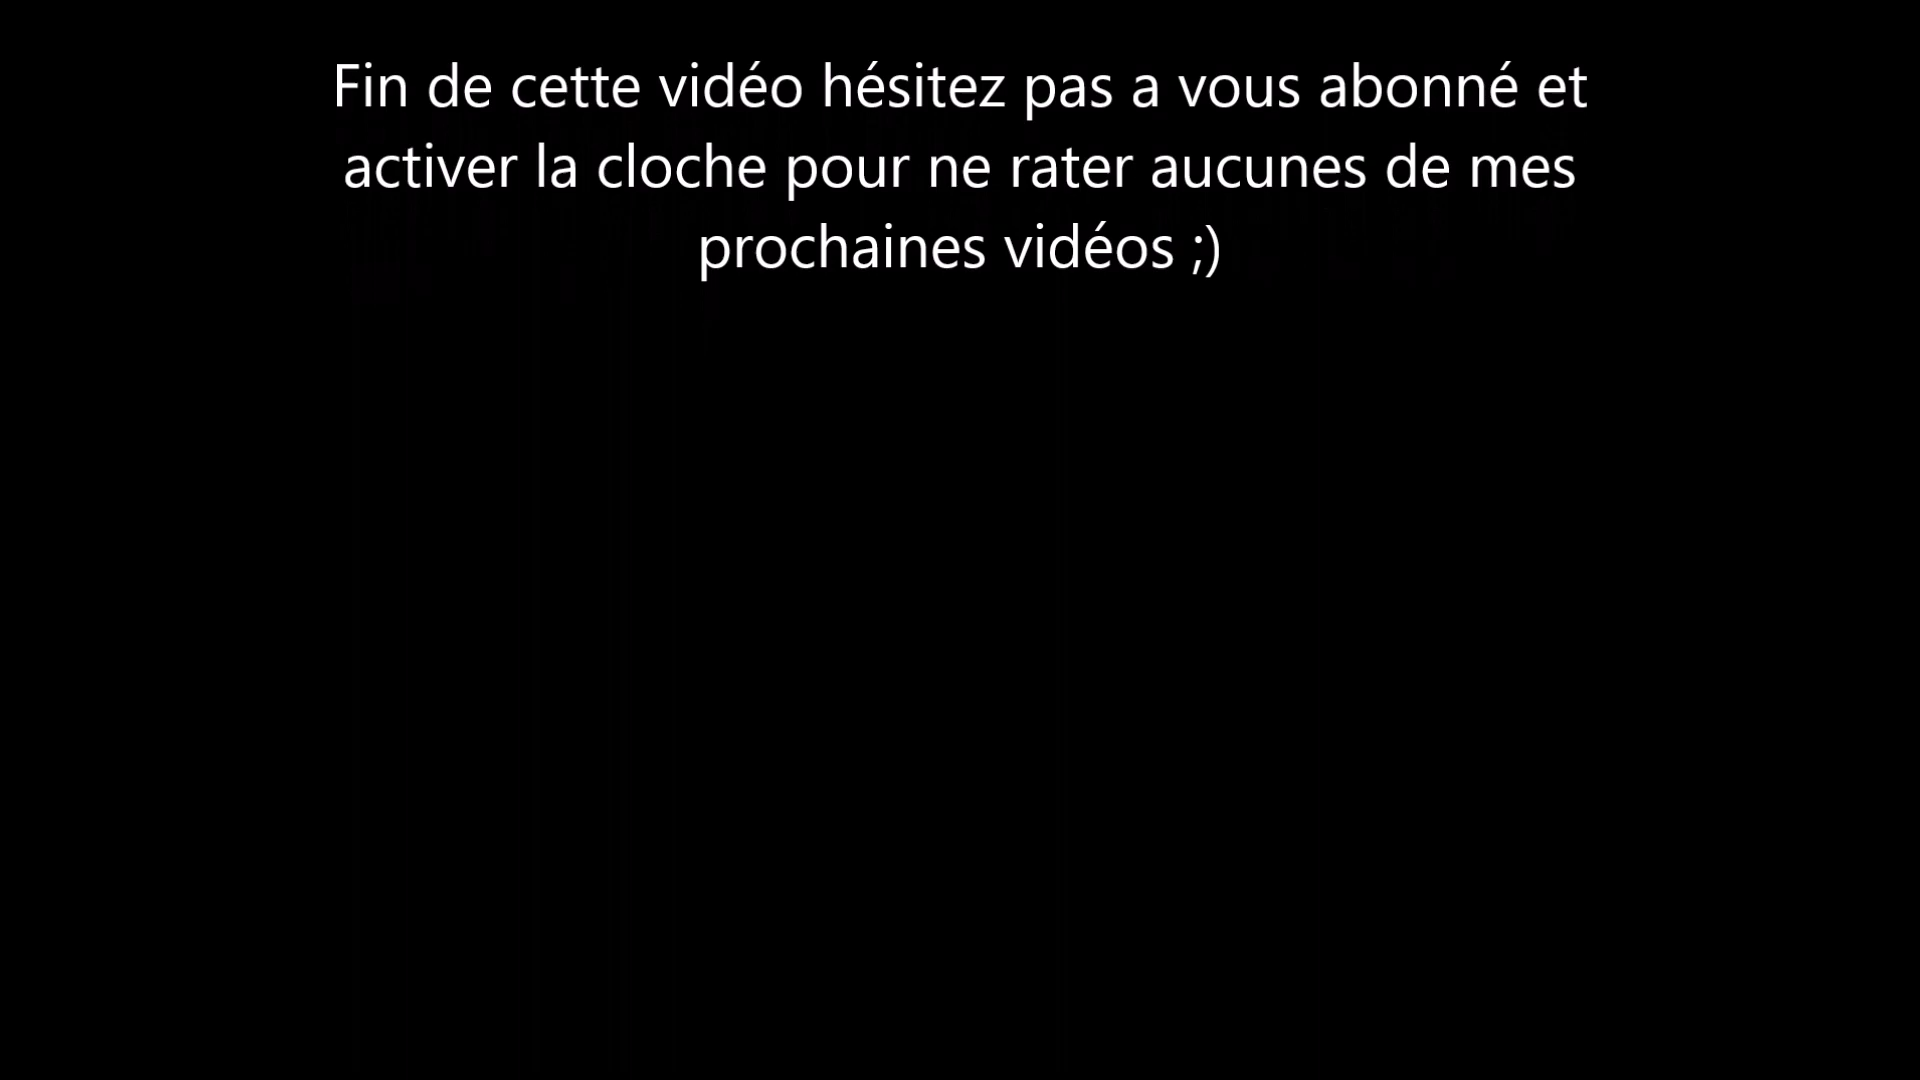 Fin de cette vidéo hésitez pas a vous abonné et
activer la cloche pour ne rater aucunes de mes
prochaines vidéos ;)